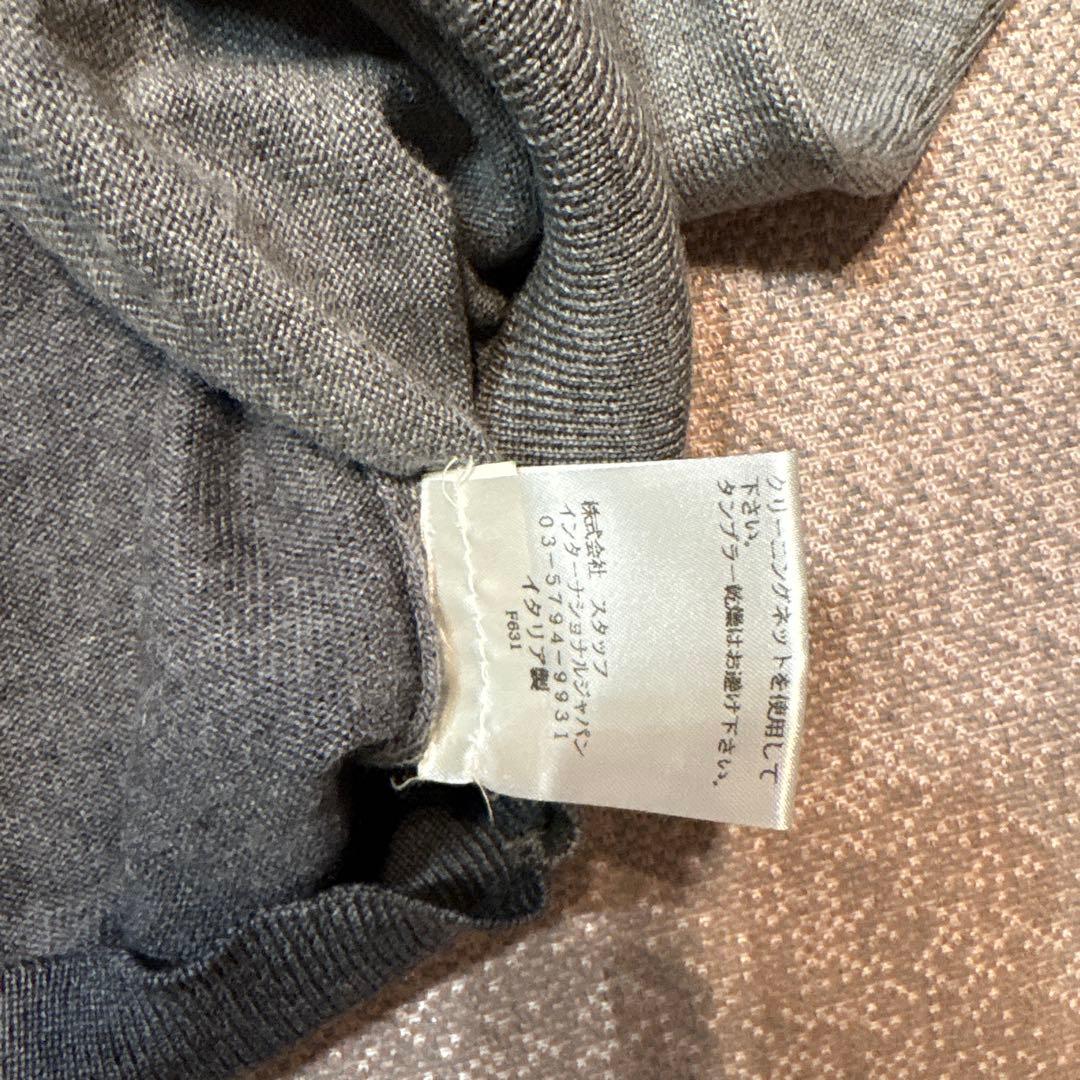 クリーニングネットを使用して
下さい。
タンブラー乾燥はお避け下さい。
株式会社　スタッフ
インターナショナルジャパン
03-5794-9931
イタリア製
F631